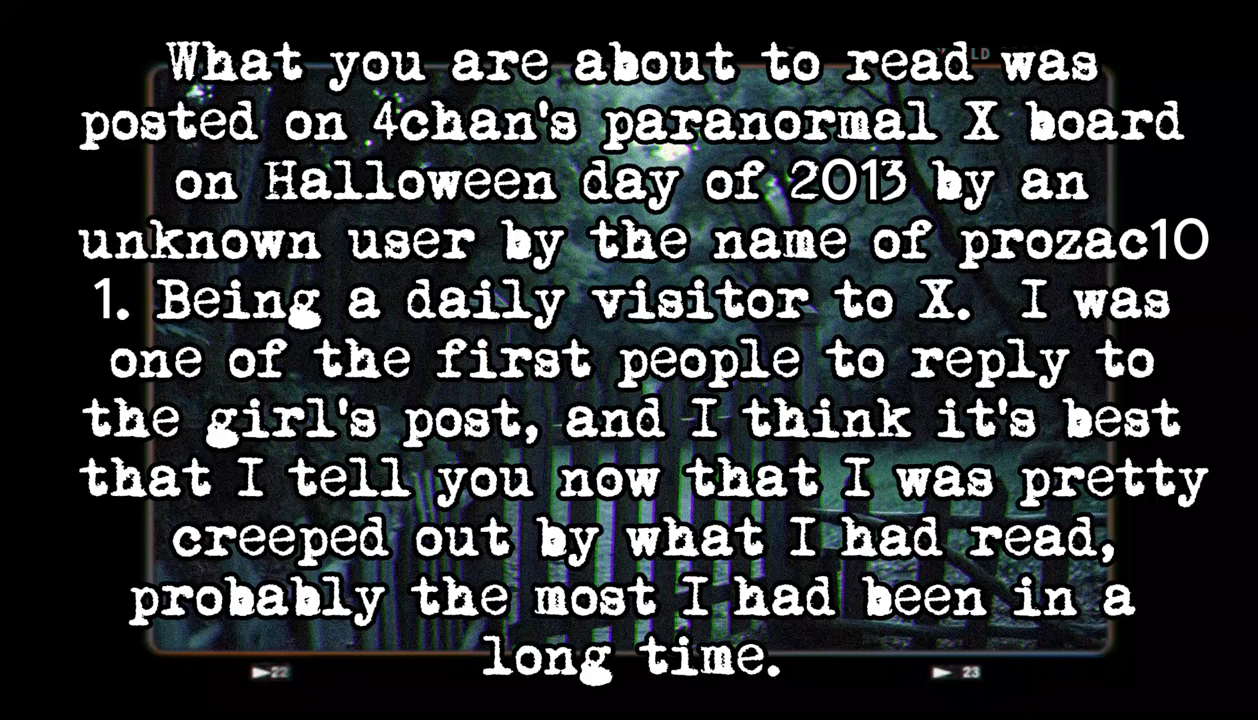 What you are about to read was
posted on 4chan's paranormal X board
on Halloween day of 2013 by an
unknown user by the name of prozac10
1. Being a daily visitor to X. I was
one of the first people to reply to
the girl's post, and I think it's best
that I tell you now that I was pretty
creeped out by what I had read,
probably the most I had been in a
long time.
▶22
▶ 23